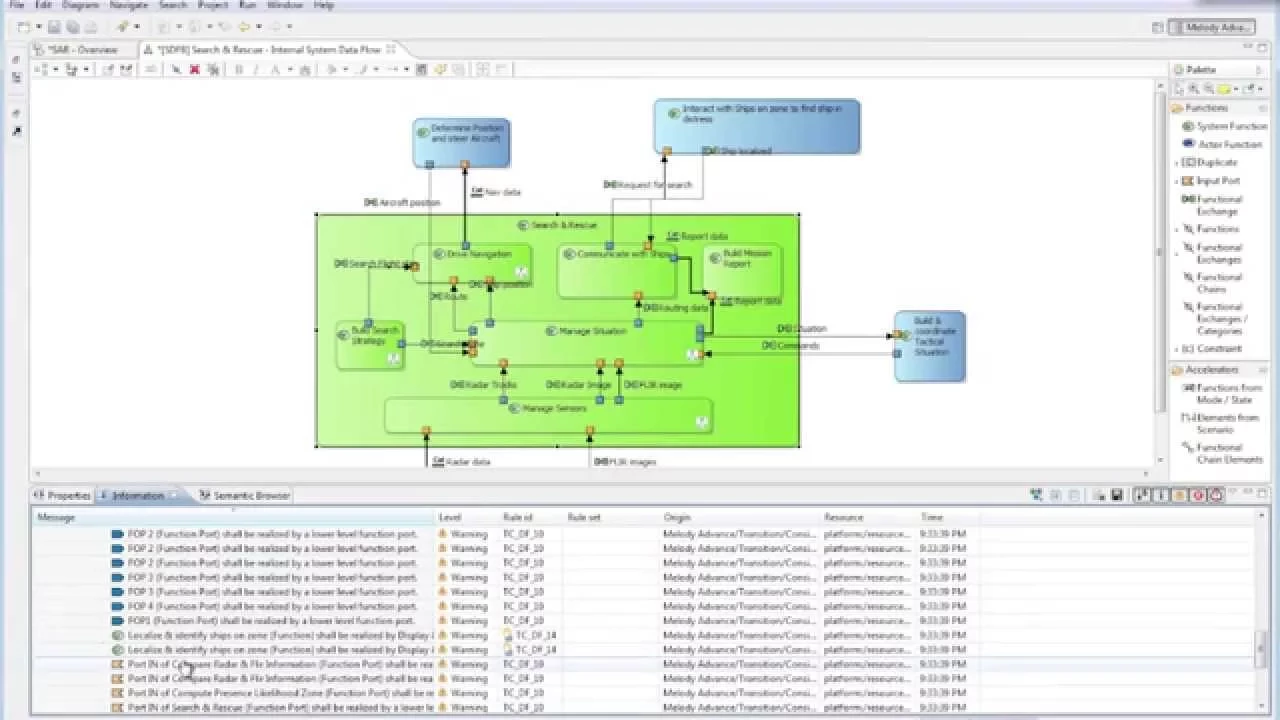 File Edit Diagram Navigate Search Project Run Window Help
Melody Adva...
*SAR - Overview
*[SDFB] Search & Rescue - Internal System Data Flow
Palette
Functions
System Function
Actor Function
Duplicate
Input Port
Functional
Exchange
Functions
Functional
Exchanges
Functional
Chains
Functional
Exchanges /
Categories
Constraint
Accelerators
Functions from
Mode / State
Elements from
Scenario
Functional
Chain Elements
Interact with Ships on zone to find ship in
distress
Determine Position
and steer Aircraft
Ship localized
Request for search
Nav data
Aircraft position
Search & Rescue
Report data
Drive Navigation
Communicate with Ships
Build Mission
Report
Search Flight
Route
Report data
Routing data
Build Search
Strategy
Manage Situation
Situation
Commands
Build &
coordinate
Tactical
Situation
Radar Tracks
Radar Image
FLIR image
Manage Sensors
Radar data
FLIR images
Properties
Information
Semantic Browser
Message Level Rule id Rule set Origin Resource Time
FOP 2 (Function Port) shall be realized by a lower level function port. Warning TC_DF_10 Melody Advance/Transition/Consi... platform:/resource... 9:33:39 PM
FOP 2 (Function Port) shall be realized by a lower level function port. Warning TC_DF_10 Melody Advance/Transition/Consi... platform:/resource... 9:33:39 PM
FOP 2 (Function Port) shall be realized by a lower level function port. Warning TC_DF_10 Melody Advance/Transition/Consi... platform:/resource... 9:33:39 PM
FOP 3 (Function Port) shall be realized by a lower level function port. Warning TC_DF_10 Melody Advance/Transition/Consi... platform:/resource... 9:33:39 PM
FOP 3 (Function Port) shall be realized by a lower level function port. Warning TC_DF_10 Melody Advance/Transition/Consi... platform:/resource... 9:33:39 PM
FOP 4 (Function Port) shall be realized by a lower level function port. Warning TC_DF_10 Melody Advance/Transition/Consi... platform:/resource... 9:33:39 PM
FOP1 (Function Port) shall be realized by a lower level function port. Warning TC_DF_10 Melody Advance/Transition/Consi... platform:/resource... 9:33:39 PM
Localize & identify ships on zone (Function) shall be realized by Display Warning TC_DF_14 Melody Advance/Transition/Consi... platform:/resource... 9:33:39 PM
Localize & identify ships on zone (Function) shall be realized by Display Warning TC_DF_14 Melody Advance/Transition/Consi... platform:/resource... 9:33:39 PM
Port IN of Compare Radar & Flir Information (Function Port) shall be rea Warning TC_DF_10 Melody Advance/Transition/Consi... platform:/resource... 9:33:39 PM
Port IN of Compare Radar & Flir Information (Function Port) shall be rea Warning TC_DF_10 Melody Advance/Transition/Consi... platform:/resource... 9:33:39 PM
Port IN of Compute Presence Likelihood Zone (Function Port) shall be re Warning TC_DF_10 Melody Advance/Transition/Consi... platform:/resource... 9:33:39 PM
Port IN of Search & Rescue (Function Port) shall be realized by a lower le Warning TC_DF_10 Melody Advance/Transition/Consi... platform:/resource... 9:33:39 PM